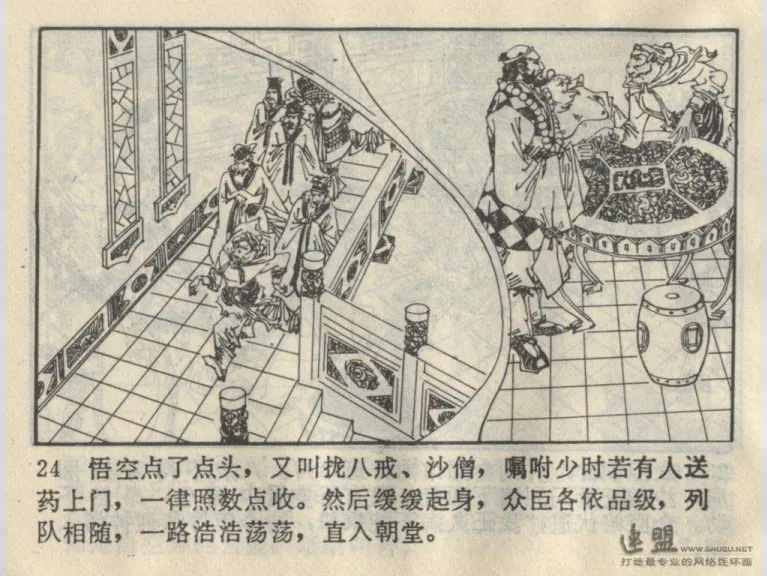 24 悟空点了点头，又叫拢八戒、沙僧，嘱咐少时若有人送
药上门，一律照数点收。然后缓缓起身，众臣各依品级，列
队相随，一路浩浩荡荡，直入朝堂。
连盟 WWW.SHUQU.NET
打造最专业的网络连环画